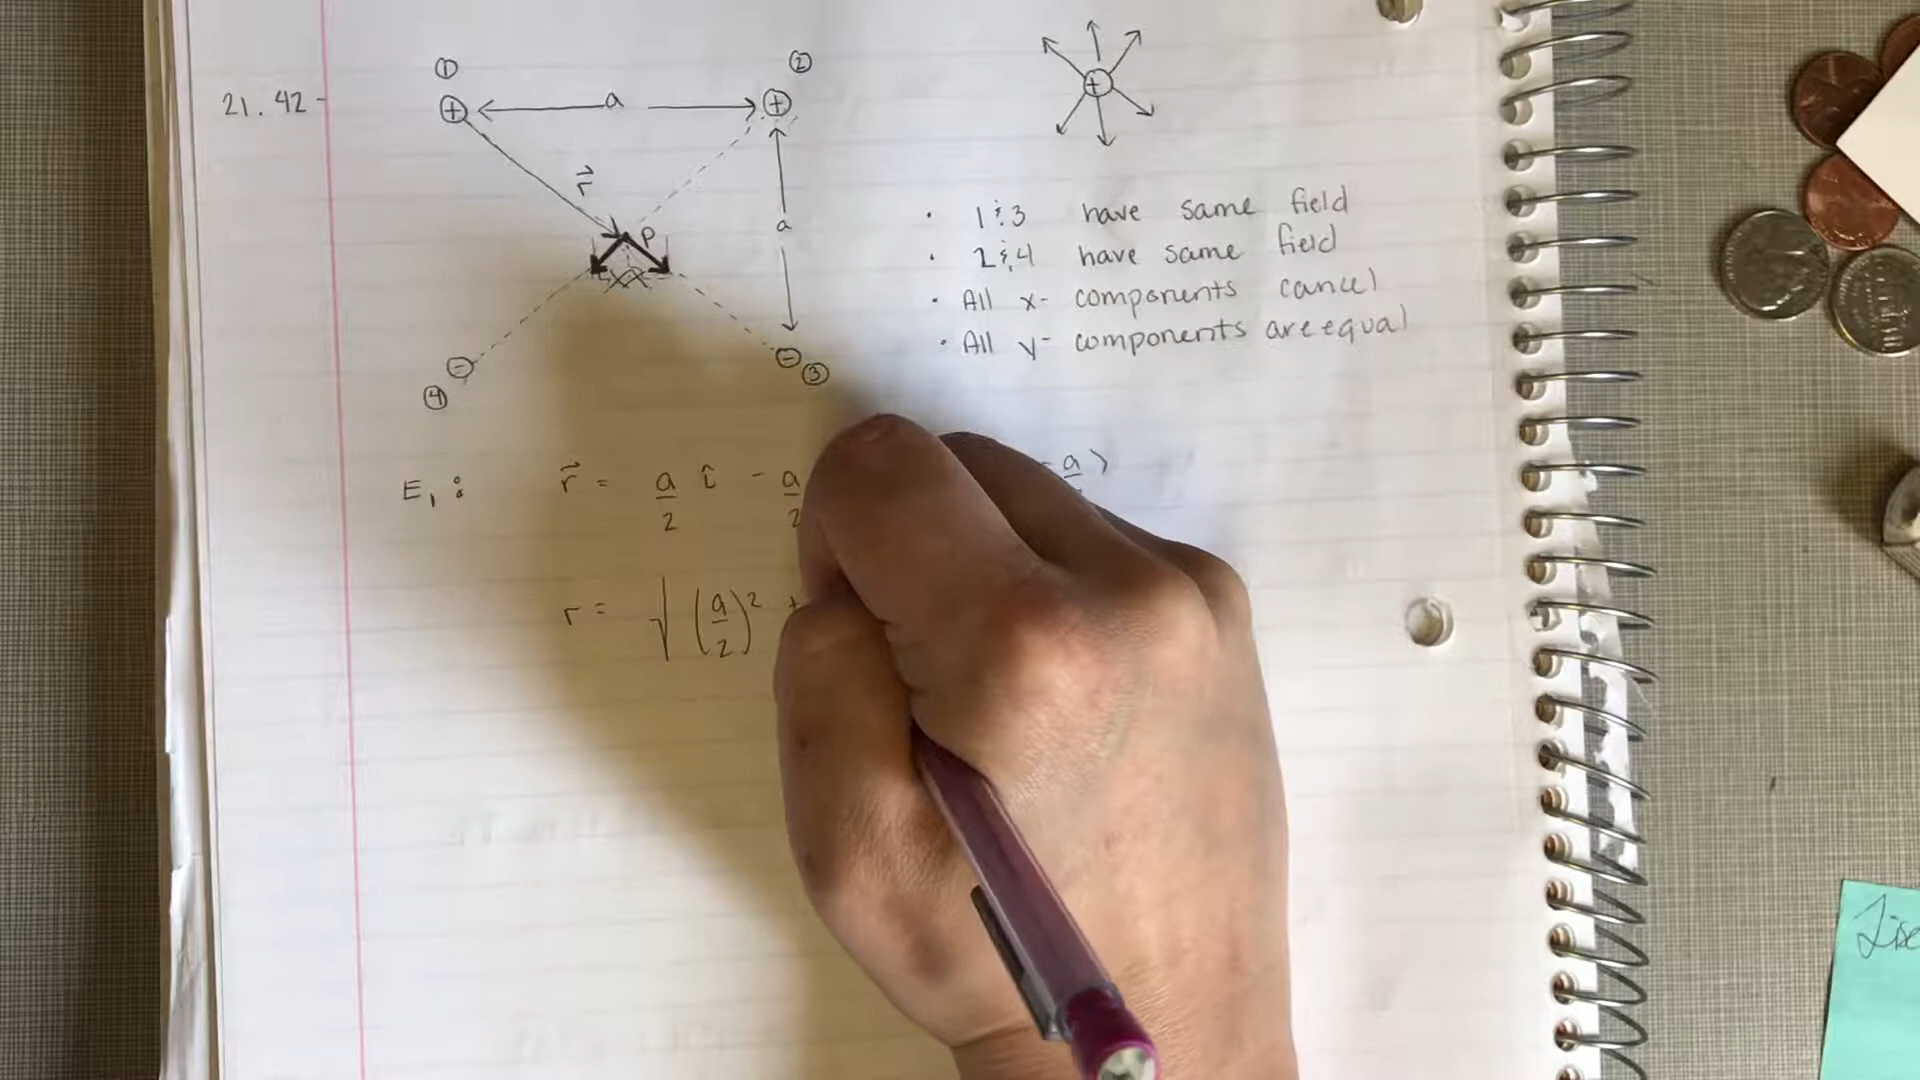 ① ②
21.42- + a +
r⃗
P
a
- ③
④ -
· 1 & 3 have same field
· 2 & 4 have same field
· All x- components cancel
· All y- components are equal
E₁: r⃗ = a/2 î - a/2 - a ⟩
r = √(a/2)² +